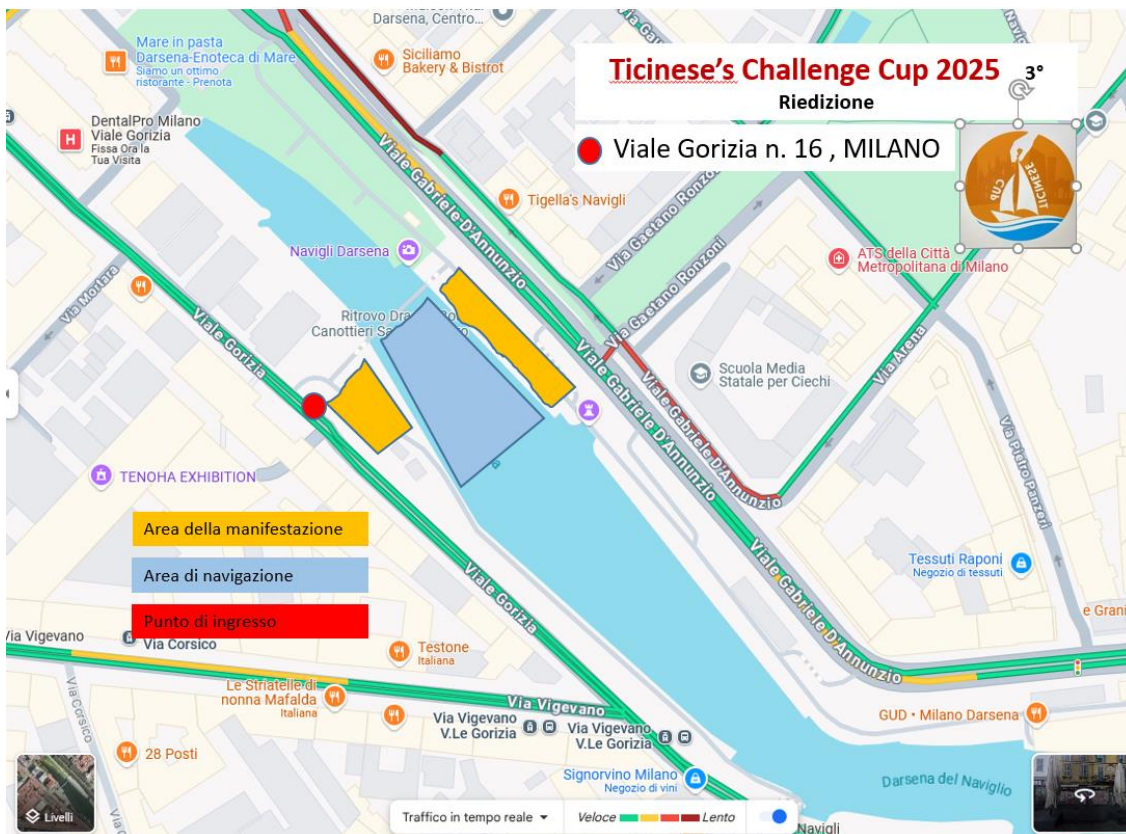 Darsena, Centro...
Mare in pasta
Darsena-Enoteca di Mare
Siamo un ottimo
ristorante - Prenota
Siciliamo
Bakery & Bistrot
Ticinese's Challenge Cup 2025
3°
Riedizione
Viale Gorizia n. 16 , MILANO
TICINESE
CUP
DentalPro Milano
Viale Gorizia
Fissa Ora la
Tua Visita
Viale Gabriele D'Annunzio
Tigella's Navigli
Via Gaetano Ronzoni
Via Gaetano Ronzoni
Navigli Darsena
ATS della Città
Metropolitana di Milano
Via Mortara
Ritrovo Dra
Canottieri Sa
Viale Gorizia
Viale Gabriele D'Annunzio
Scuola Media
Statale per Ciechi
Via Arena
Viale Gabriele D'Annunzio
Via Pietro Panzeri
TENOHA EXHIBITION
Area della manifestazione
Area di navigazione
Punto di ingresso
Viale Gorizia
Viale Gabriele D'Annunzio
Tessuti Raponi
Negozio di tessuti
e Grani
Via Vigevano
Via Corsico
Testone
Italiana
Le Striatelle di
nonna Mafalda
Italiana
Via Corsico
Via Vigevano
Via Vigevano
V.Le Gorizia
Via Vigevano
V.Le Gorizia
GUD • Milano Darsena
28 Posti
Signorvino Milano
Negozio di vini
Darsena del Naviglio
Livelli
Traffico in tempo reale
Veloce
Lento
Navigli